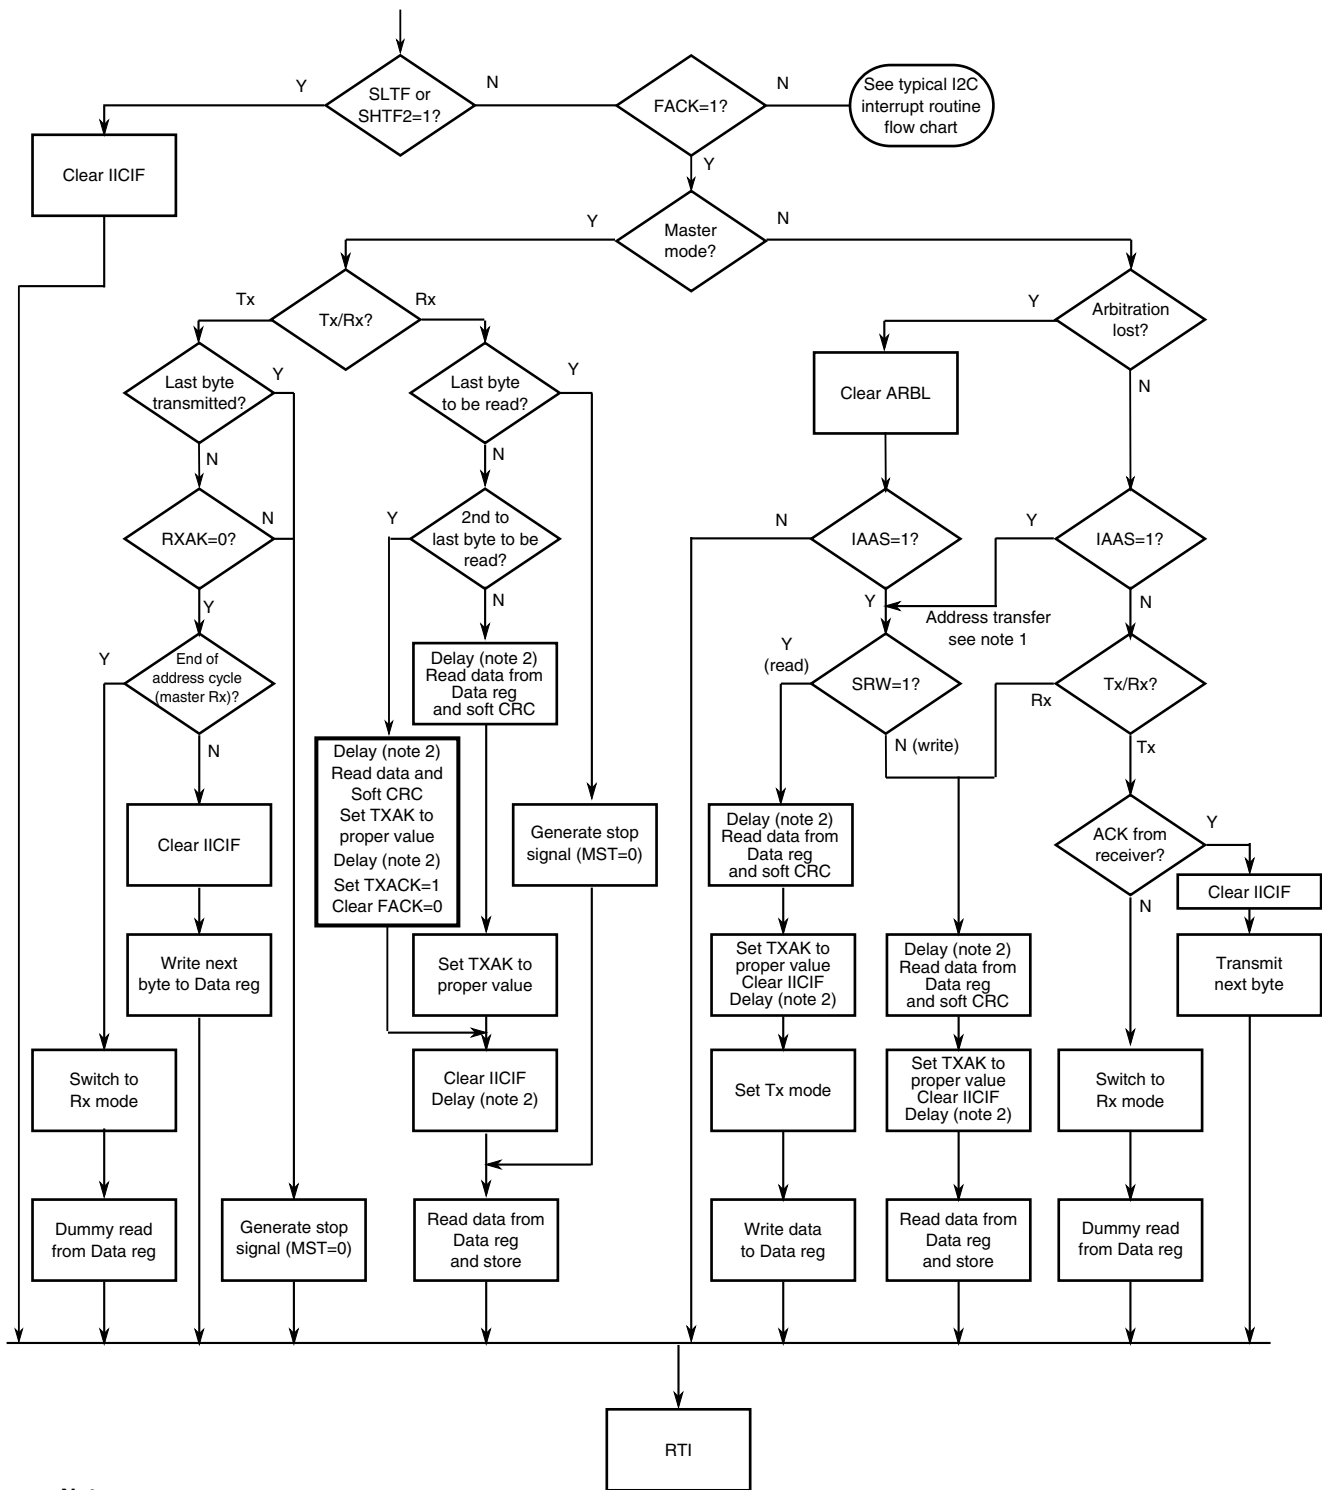 Y
SLTF or
SHTF2=1?
N
FACK=1?
N
See typical I2C
interrupt routine
flow chart
Clear IICIF
Y
Y
Master
mode?
N
Tx
Tx/Rx?
Rx
Y
Arbitration
lost?
Last byte
transmitted?
Y
Last byte
to be read?
Y
Clear ARBL
N
N
N
RXAK=0?
N
Y
2nd to
last byte to be
read?
N
IAAS=1?
Y
IAAS=1?
Y
N
Y
Address transfer
see note 1
N
Y
End of
address cycle
(master Rx)?
Delay (note 2)
Read data from
Data reg
and soft CRC
Y
(read)
SRW=1?
Rx
Tx/Rx?
N
N (write)
Tx
Delay (note 2)
Read data and
Soft CRC
Set TXAK to
proper value
Delay (note 2)
Set TXACK=1
Clear FACK=0
Clear IICIF
Generate stop
signal (MST=0)
Delay (note 2)
Read data from
Data reg
and soft CRC
ACK from
receiver?
Y
Clear IICIF
N
Write next
byte to Data reg
Set TXAK to
proper value
Set TXAK to
proper value
Clear IICIF
Delay (note 2)
Delay (note 2)
Read data from
Data reg
and soft CRC
Transmit
next byte
Switch to
Rx mode
Clear IICIF
Delay (note 2)
Set Tx mode
Set TXAK to
proper value
Clear IICIF
Delay (note 2)
Switch to
Rx mode
Dummy read
from Data reg
Generate stop
signal (MST=0)
Read data from
Data reg
and store
Write data
to Data reg
Read data from
Data reg
and store
Dummy read
from Data reg
RTI